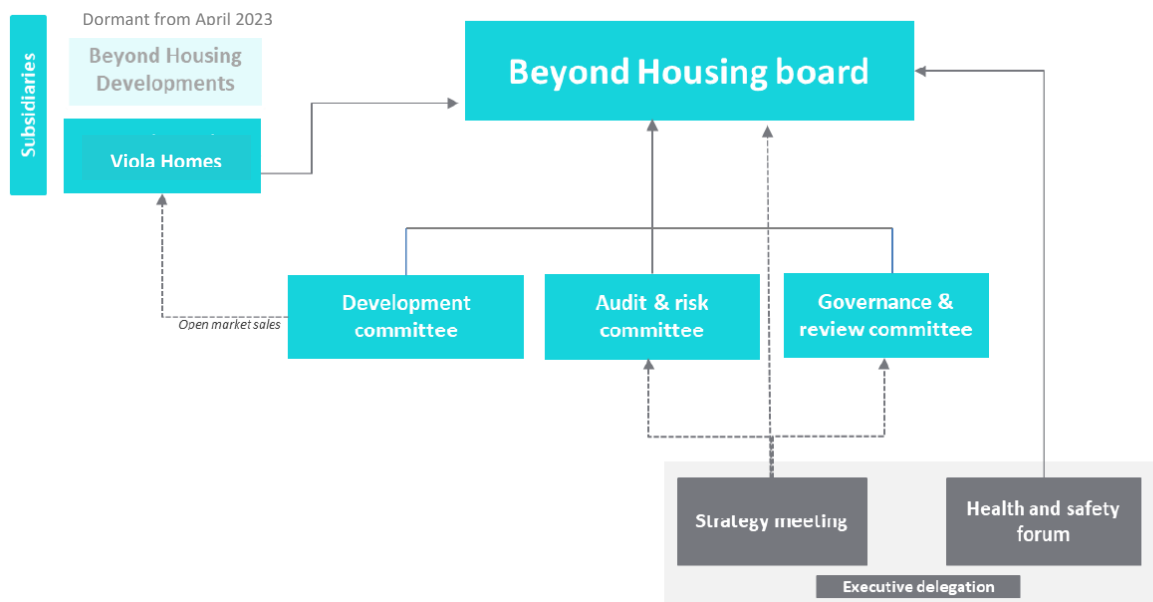 Dormant from April 2023
Subsidiaries
Beyond Housing
Developments
Viola Homes
Beyond Housing board
Development
committee
Open market sales
Audit & risk
committee
Governance &
review committee
Strategy meeting
Health and safety
forum
Executive delegation